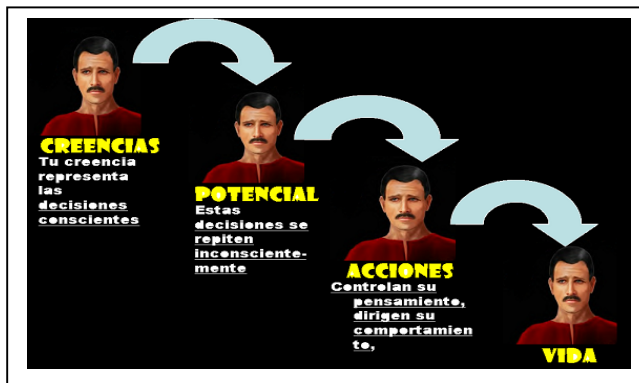 CREENCIAS
Tu creencia
representa
las
decisiones
conscientes
POTENCIAL
Estas
decisiones se
repiten
inconsciente-
mente
ACCIONES
Controlan su
pensamiento,
dirigen su
comportamien
to,
VIDA